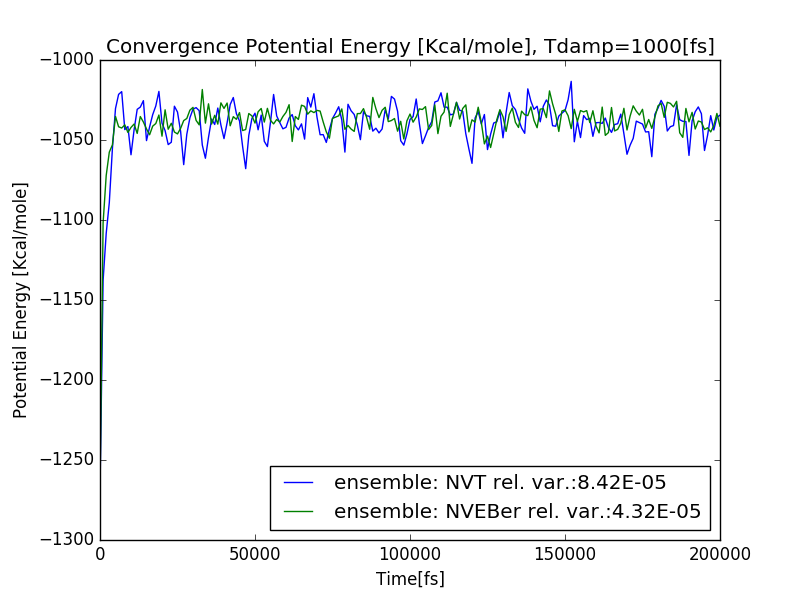 Convergence Potential Energy [Kcal/mole], Tdamp=1000[fs]
−1000
−1050
−1100
−1150
−1200
−1250
−1300
Potential Energy [Kcal/mole]
ensemble: NVT rel. var.:8.42E-05
ensemble: NVEBer rel. var.:4.32E-05
0 50000 100000 150000 200000
Time[fs]